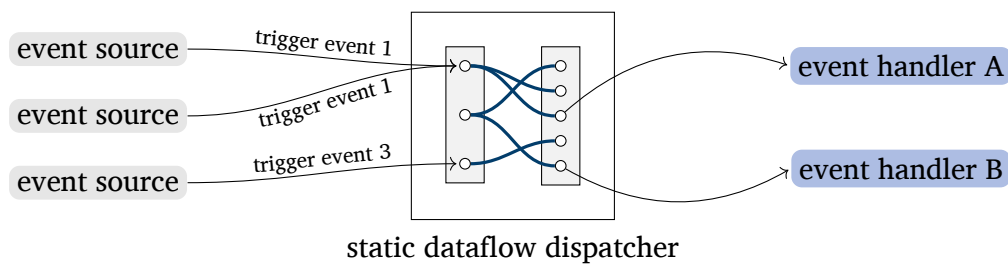 event source
trigger event 1
event handler A
event source
trigger event 1
event source
trigger event 3
event handler B
static dataflow dispatcher